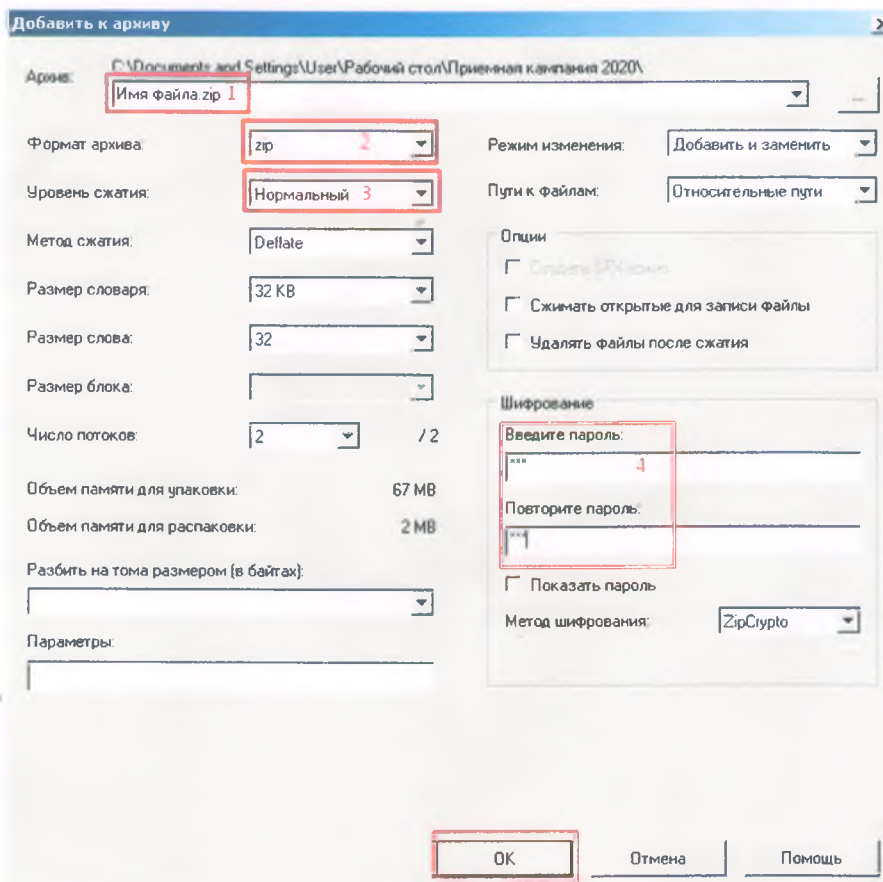 Добавить к архиву
Архив:
C:\Documents and Settings\User\Рабочий стол\Приемная кампания 2020\
Имя файла.zip 1
...
Формат архива:
zip 2
Режим изменения:
Добавить и заменить
Уровень сжатия:
Нормальный 3
Пути к файлам:
Относительные пути
Метод сжатия:
Deflate
Опции
Создать SFX-архив
Размер словаря:
32 KB
Сжимать открытые для записи файлы
Размер слова:
32
Удалять файлы после сжатия
Размер блока:
Шифрование
Число потоков:
2
/ 2
Введите пароль:
*** 4
Объем памяти для упаковки:
67 MB
Повторите пароль:
Объем памяти для распаковки:
2 MB
***
Разбить на тома размером (в байтах):
Показать пароль
Метод шифрования:
ZipCrypto
Параметры:
OK
Отмена
Помощь